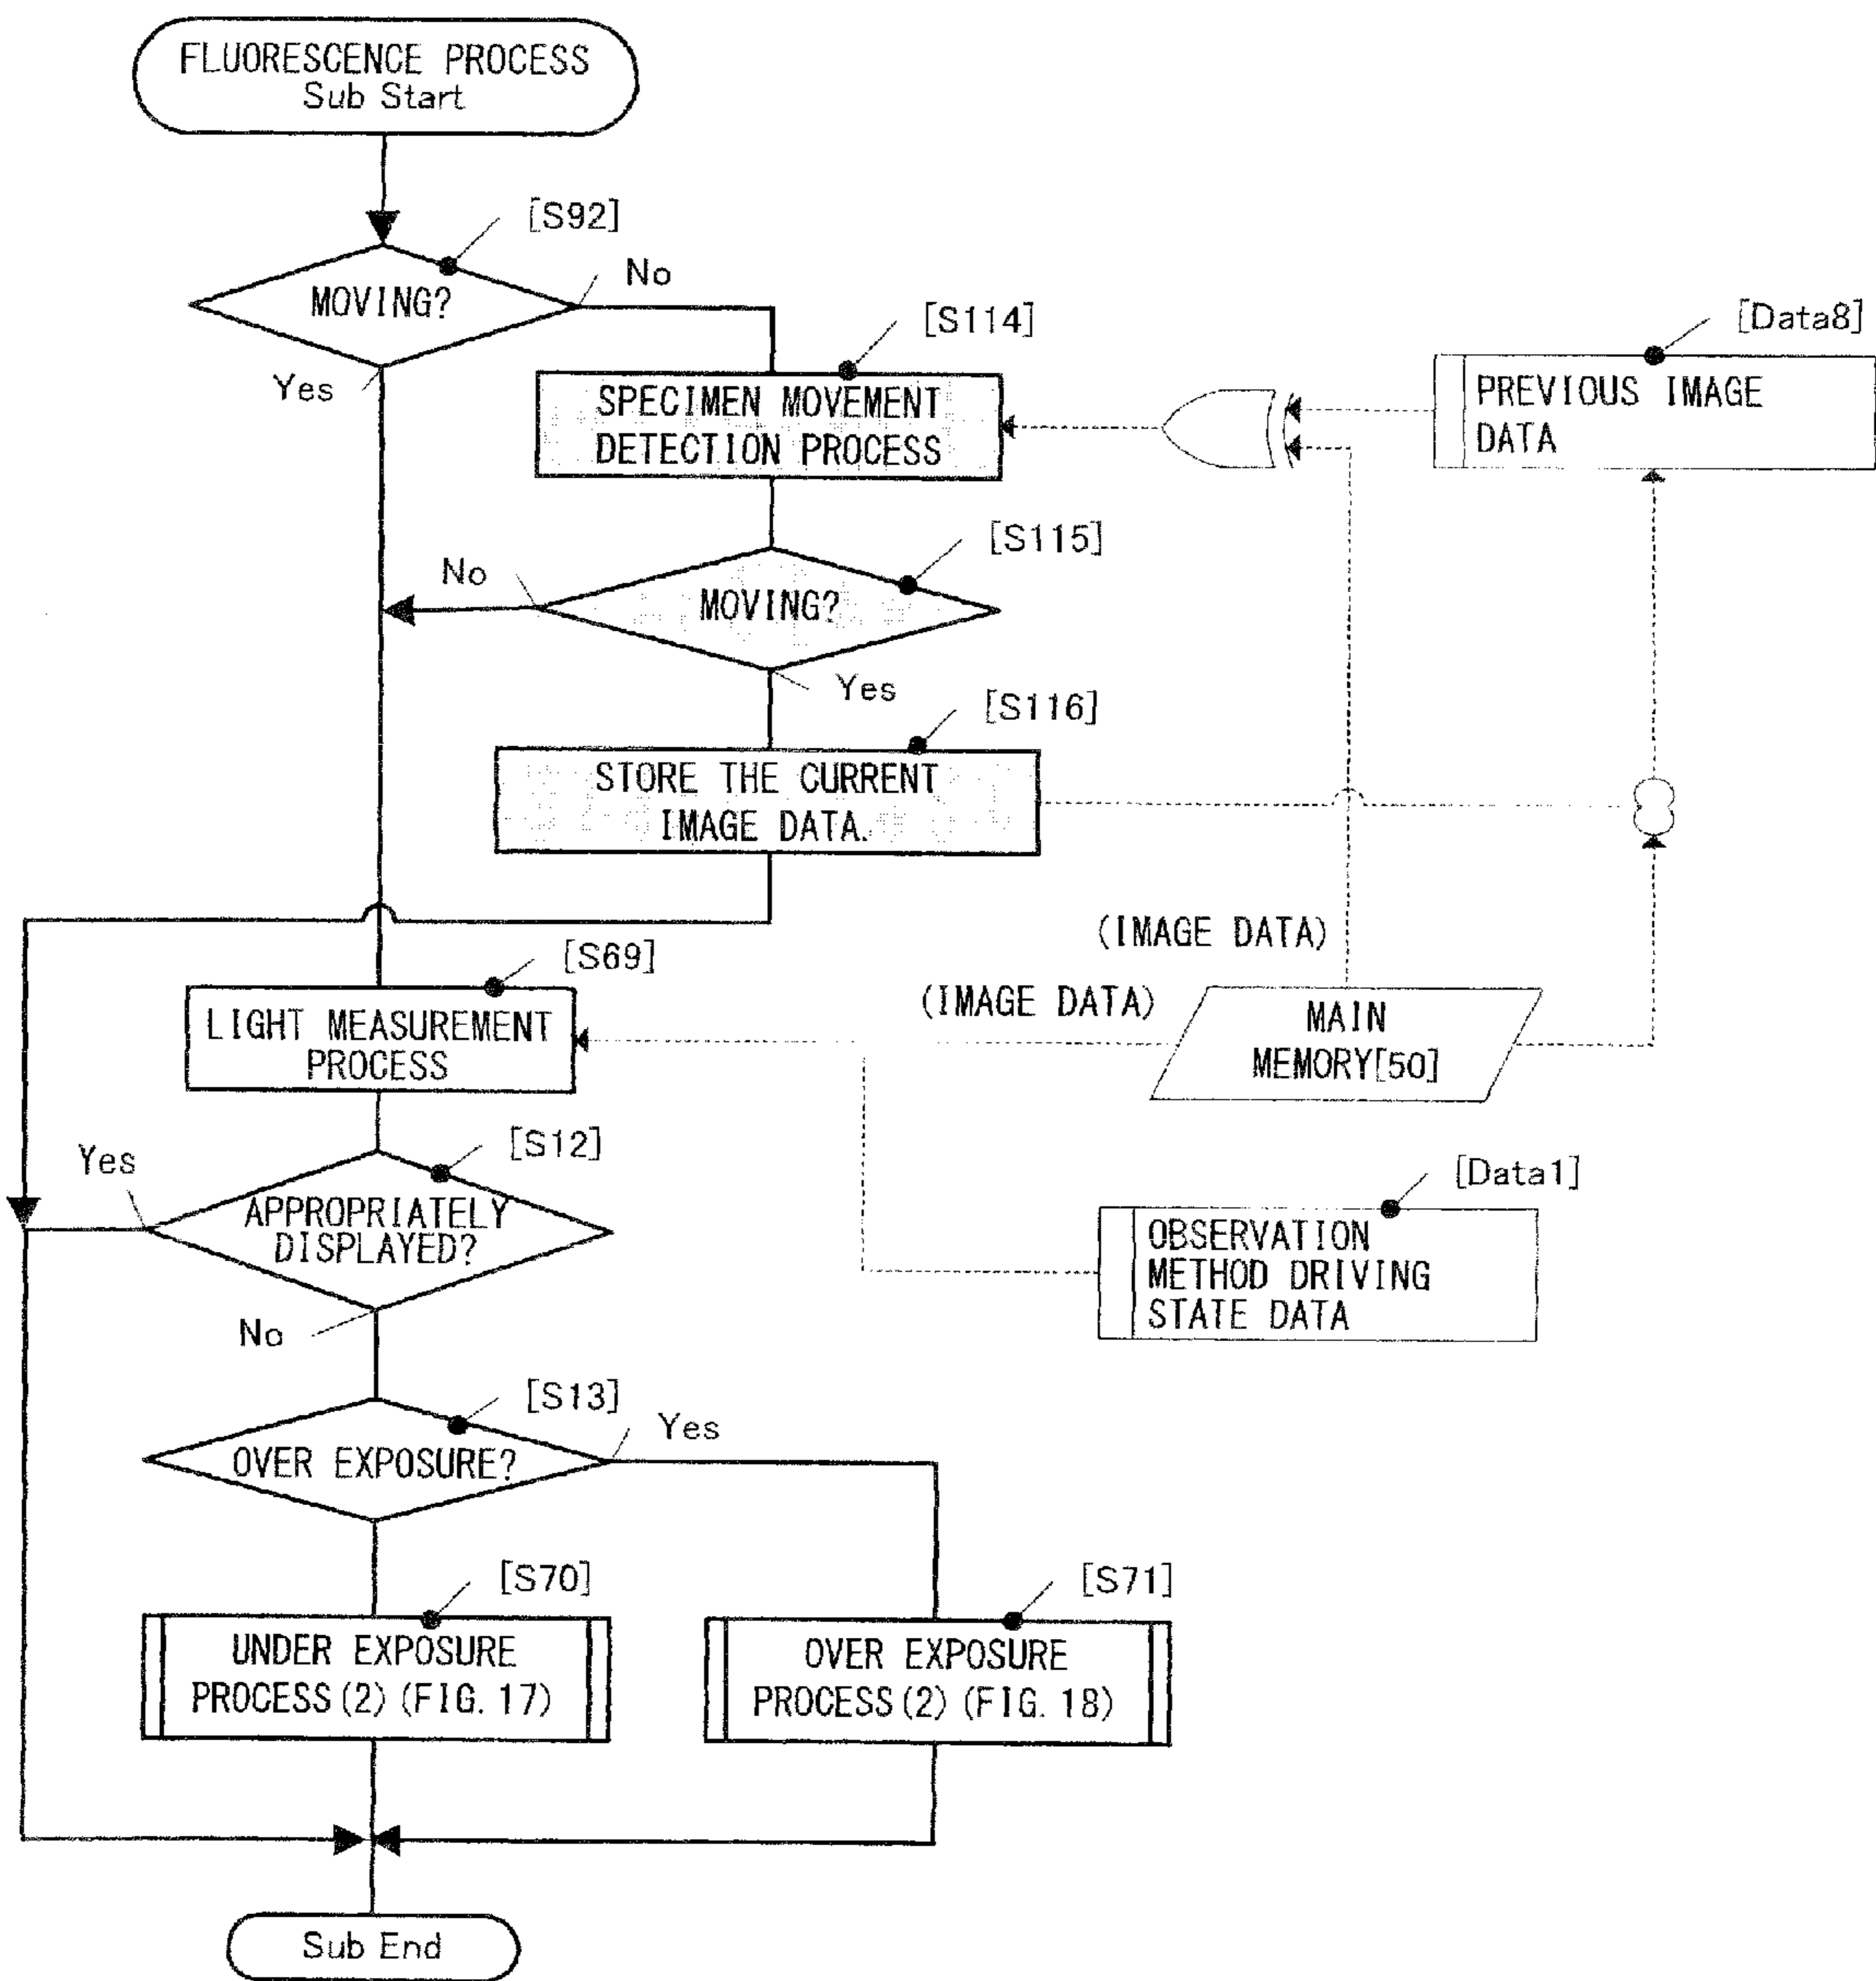 FLUORESCENCE PROCESS
Sub Start
[S92]
MOVING?
No
Yes
[S114]
SPECIMEN MOVEMENT
DETECTION PROCESS
[Data8]
PREVIOUS IMAGE
DATA
[S115]
No
MOVING?
Yes
[S116]
STORE THE CURRENT
IMAGE DATA.
(IMAGE DATA)
[S69]
(IMAGE DATA)
LIGHT MEASUREMENT
PROCESS
MAIN
MEMORY[50]
[S12]
Yes
APPROPRIATELY
DISPLAYED?
No
[Data1]
OBSERVATION
METHOD DRIVING
STATE DATA
[S13]
Yes
OVER EXPOSURE?
[S70]
UNDER EXPOSURE
PROCESS(2)(FIG. 17)
[S71]
OVER EXPOSURE
PROCESS(2)(FIG. 18)
Sub End